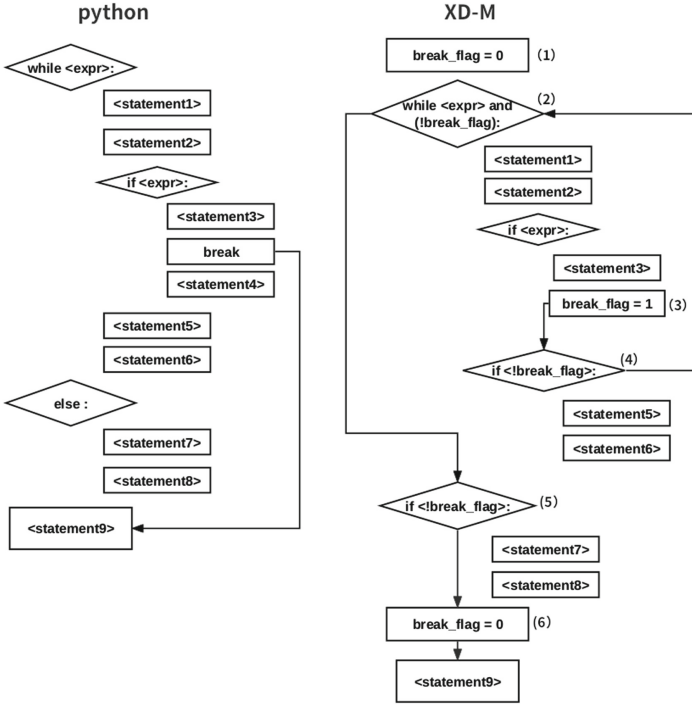 python
while <expr>:
<statement1>
<statement2>
if <expr>:
<statement3>
break
<statement4>
<statement5>
<statement6>
else :
<statement7>
<statement8>
<statement9>
XD-M
break_flag = 0 (1)
(2)
while <expr> and
(!break_flag):
<statement1>
<statement2>
if <expr>:
<statement3>
break_flag = 1 (3)
(4)
if <!break_flag>:
<statement5>
<statement6>
if <!break_flag>: (5)
<statement7>
<statement8>
break_flag = 0 (6)
<statement9>